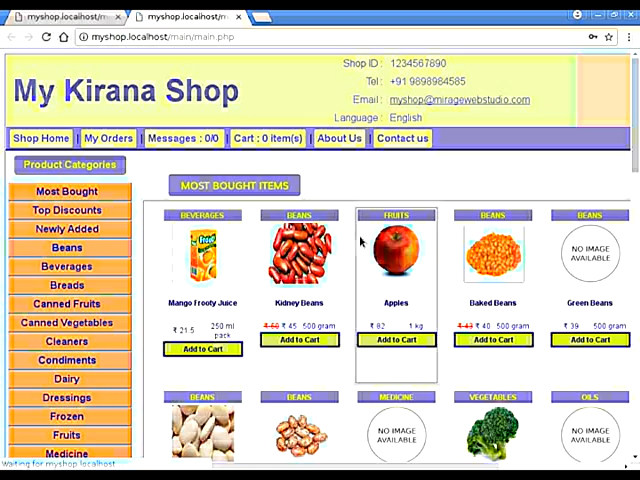 myshop.localhost/m
myshop.localhost/m
myshop.localhost/main/main.php
My Kirana Shop
Shop ID : 1234567890
Tel : +91 9898984585
Email : myshop@miragewebstudio.com
Language : English
Shop Home | My Orders | Messages : 0/0 | Cart : 0 item(s) | About Us | Contact us
Product Categories
Most Bought
Top Discounts
Newly Added
Beans
Beverages
Breads
Canned Fruits
Canned Vegetables
Cleaners
Condiments
Dairy
Dressings
Frozen
Fruits
Medicine
MOST BOUGHT ITEMS
BEVERAGES BEANS FRUITS BEANS BEANS
Frooti
NO IMAGE
AVAILABLE
Mango Frooty Juice Kidney Beans Apples Baked Beans Green Beans
₹ 21.5 250 ml pack ₹ 45 500 gram ₹ 82 1 kg ₹ 43 ₹ 40 500 gram ₹ 39 500 gram
Add to Cart Add to Cart Add to Cart Add to Cart Add to Cart
BEANS BEANS MEDICINE VEGETABLES OILS
NO IMAGE
AVAILABLE
NO IMAGE
AVAILABLE
Waiting for myshop.localhost